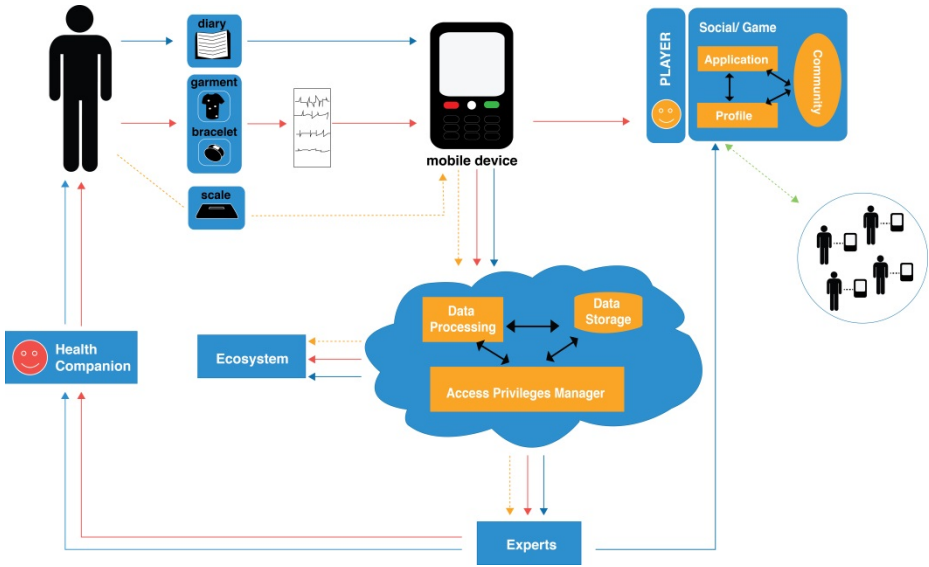 diary
garment
bracelet
scale
mobile device
PLAYER
Social/ Game
Application
Profile
Community
Data
Processing
Data
Storage
Access Privileges Manager
Ecosystem
Health
Companion
Experts